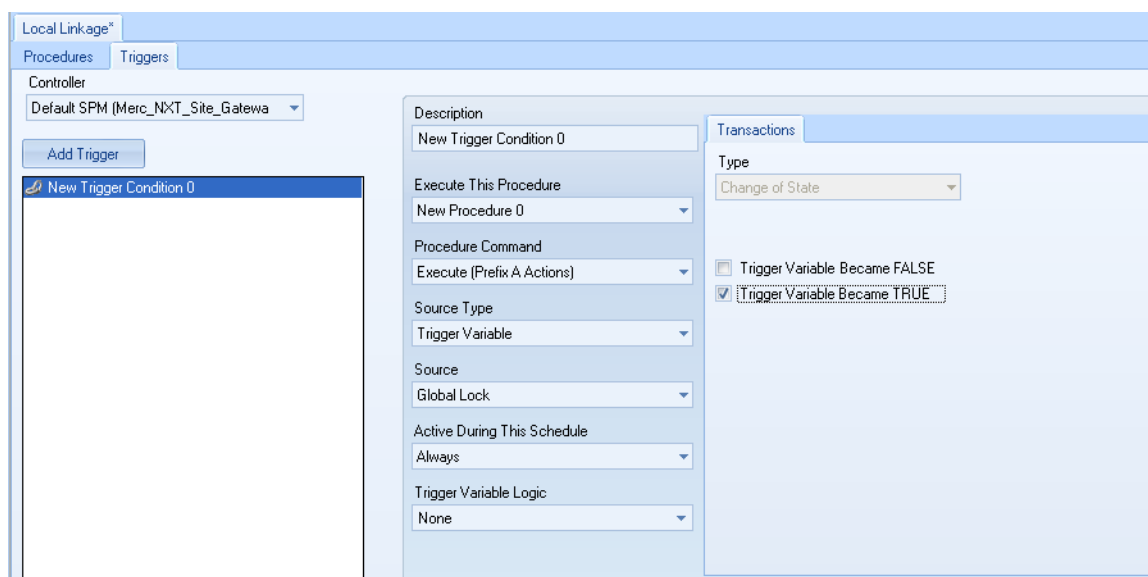 Local Linkage*
Procedures Triggers
Controller
Default SPM (Merc_NXT_Site_Gatewa
Add Trigger
New Trigger Condition 0
Description
New Trigger Condition 0
Execute This Procedure
New Procedure 0
Procedure Command
Execute (Prefix A Actions)
Source Type
Trigger Variable
Source
Global Lock
Active During This Schedule
Always
Trigger Variable Logic
None
Transactions
Type
Change of State
Trigger Variable Became FALSE
Trigger Variable Became TRUE